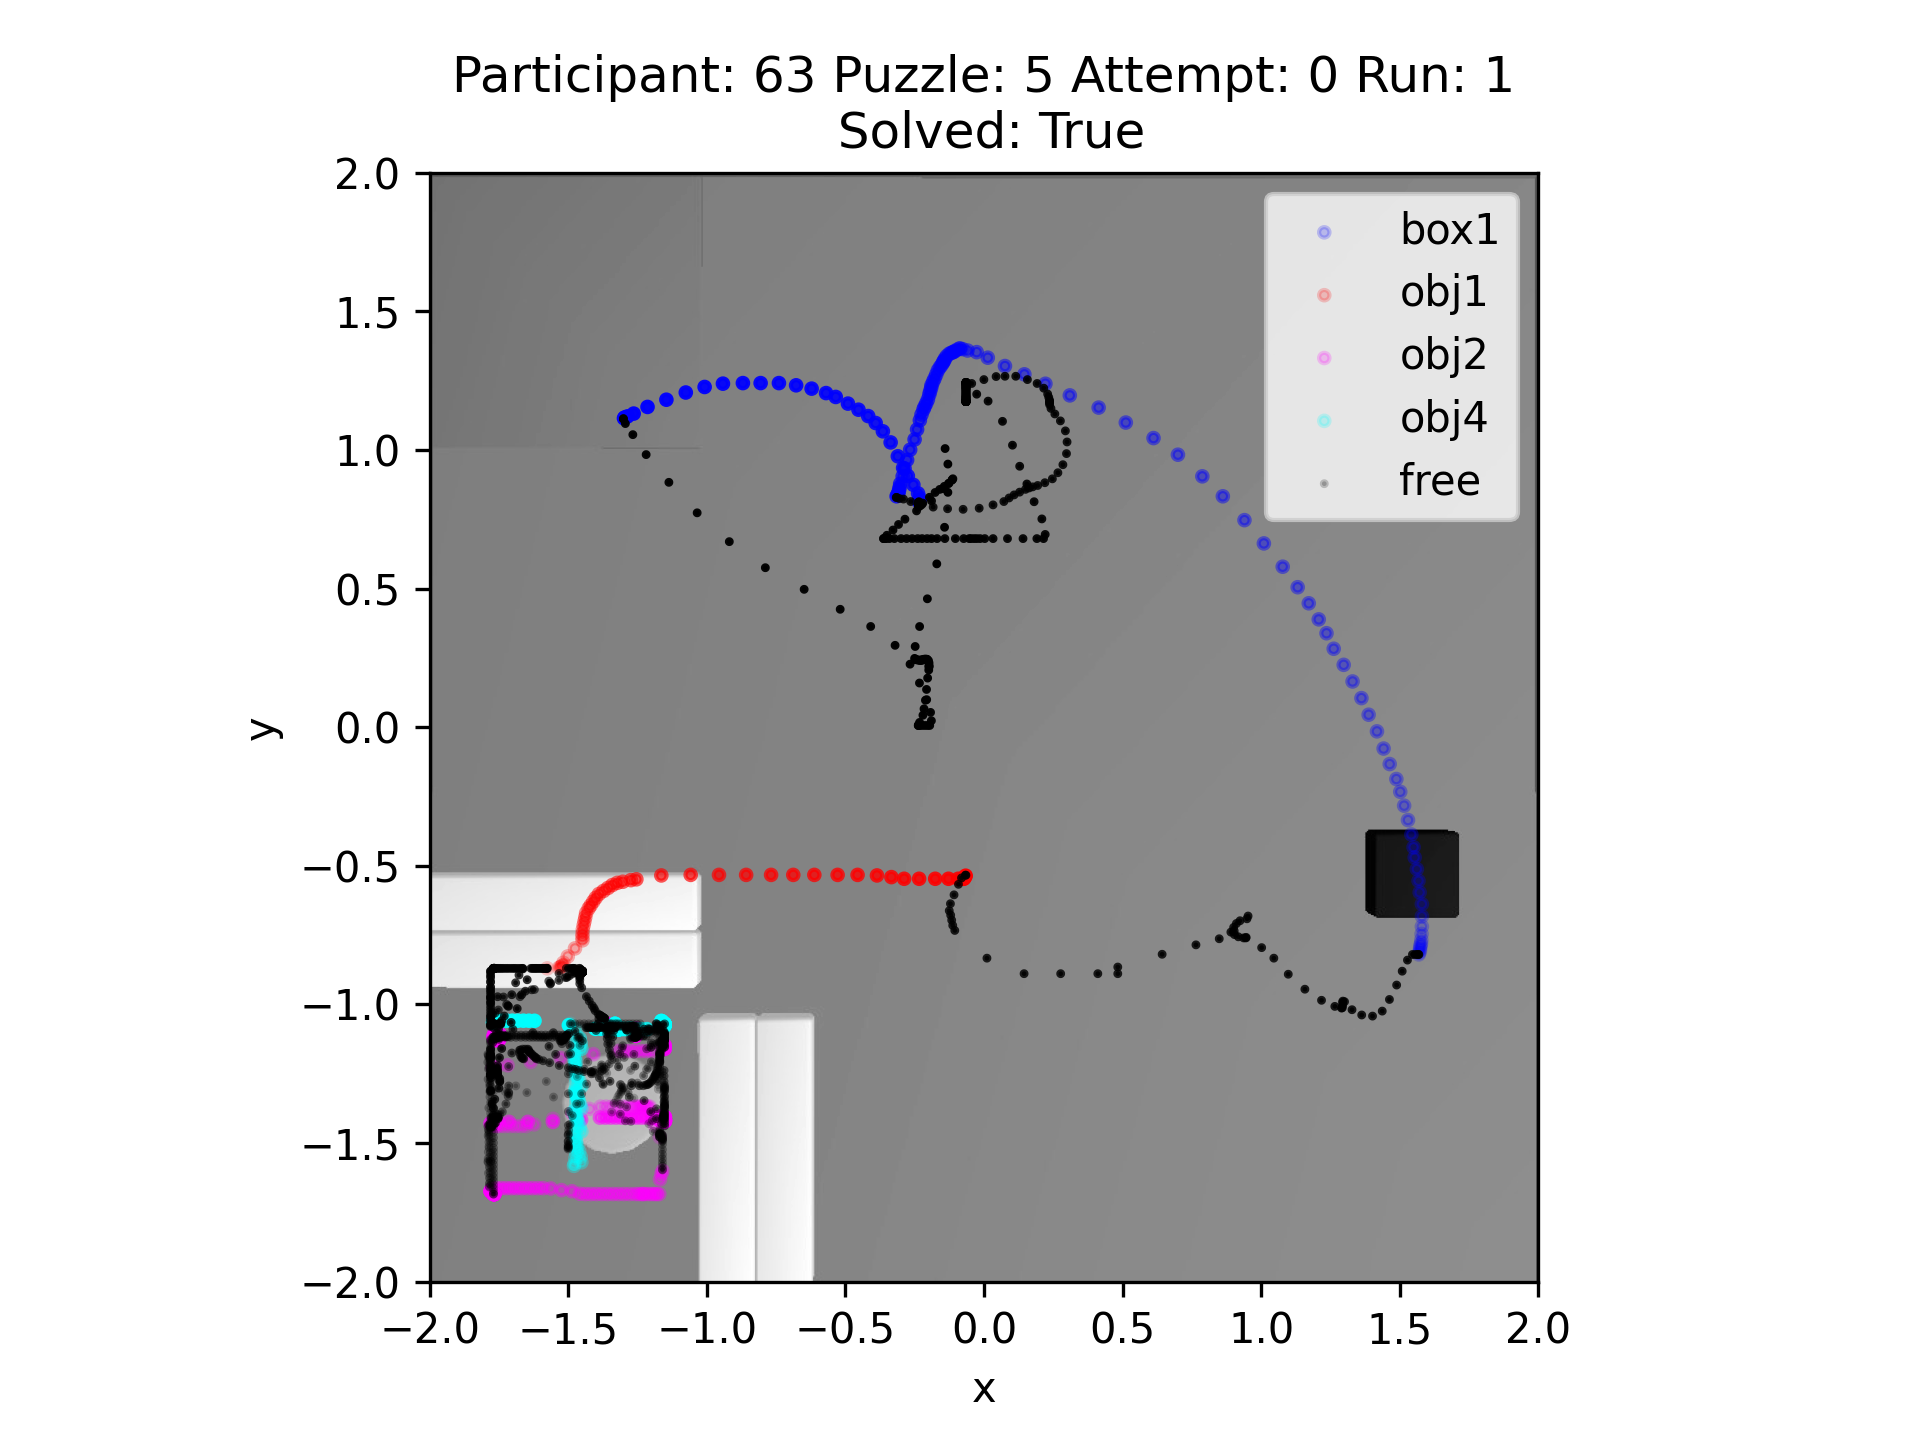 Participant: 63 Puzzle: 5 Attempt: 0 Run: 1
Solved: True
2.0
1.5
1.0
0.5
0.0
−0.5
−1.0
−1.5
−2.0
y
−2.0 −1.5 −1.0 −0.5 0.0 0.5 1.0 1.5 2.0
x
box1
obj1
obj2
obj4
free